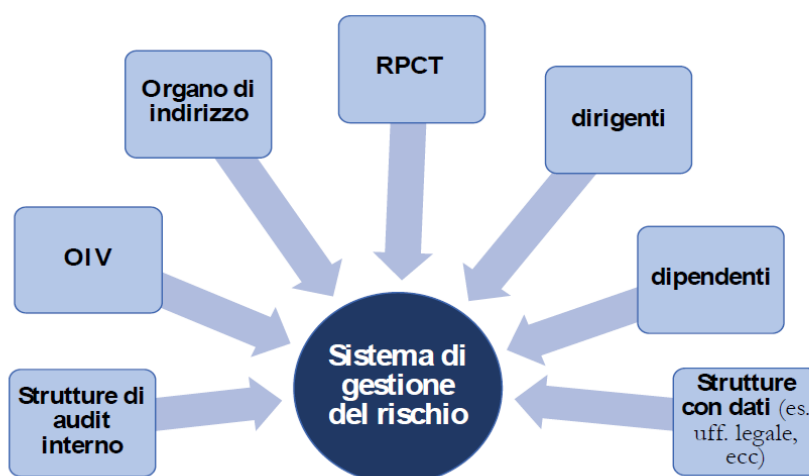 RPCT
Organo di
indirizzo
dirigenti
OIV
dipendenti
Sistema di
gestione
del rischio
Strutture di
audit interno
Strutture
con dati (es.
uff. legale,
ecc)